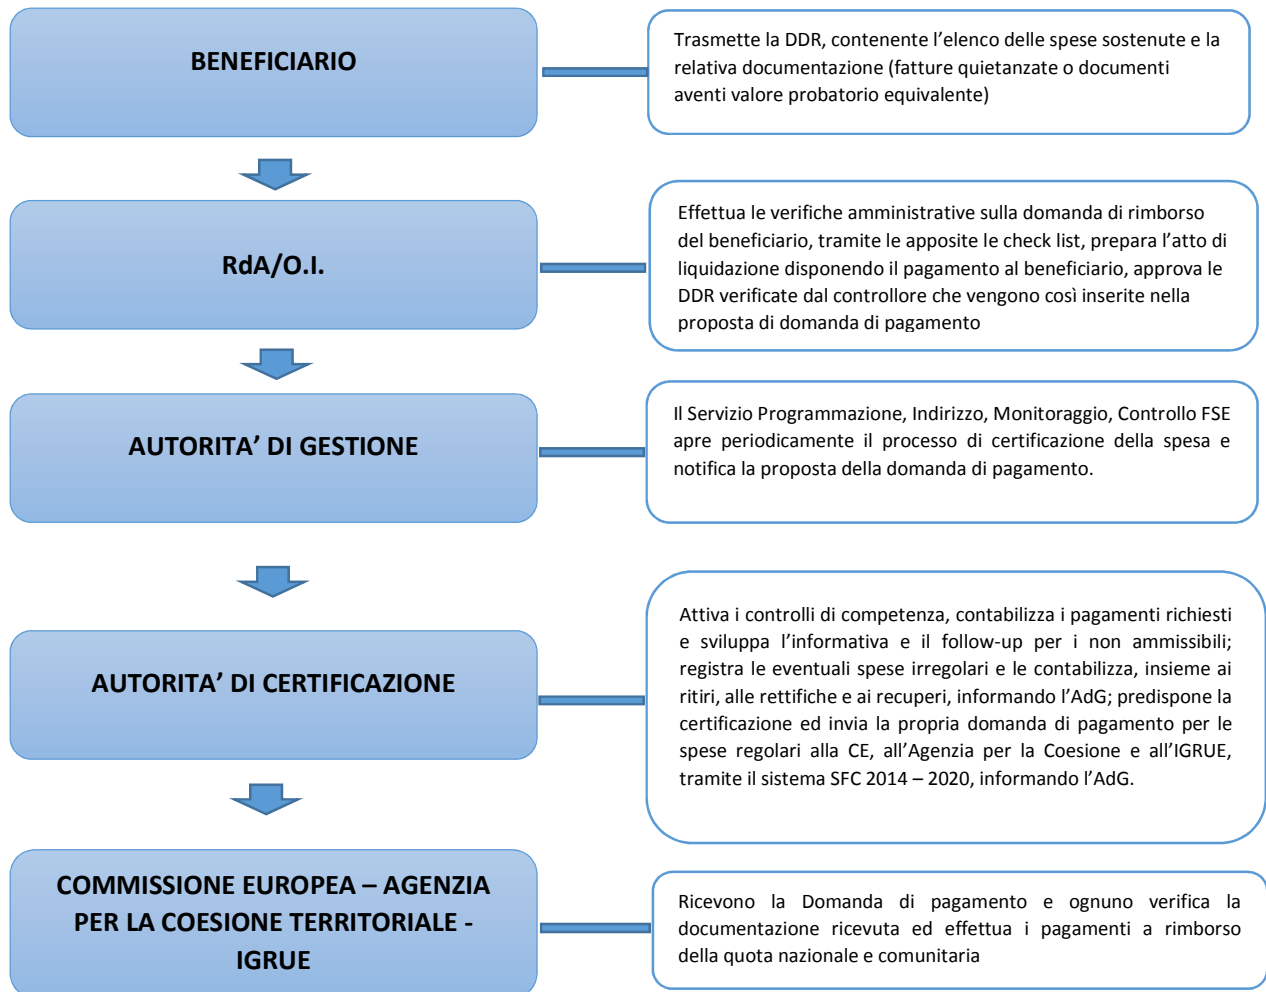 BENEFICIARIO
Trasmette la DDR, contenente l’elenco delle spese sostenute e la
relativa documentazione (fatture quietanzate o documenti
aventi valore probatorio equivalente)
RdA/O.I.
Effettua le verifiche amministrative sulla domanda di rimborso
del beneficiario, tramite le apposite le check list, prepara l’atto di
liquidazione disponendo il pagamento al beneficiario, approva le
DDR verificate dal controllore che vengono così inserite nella
proposta di domanda di pagamento
AUTORITA’ DI GESTIONE
Il Servizio Programmazione, Indirizzo, Monitoraggio, Controllo FSE
apre periodicamente il processo di certificazione della spesa e
notifica la proposta della domanda di pagamento.
AUTORITA’ DI CERTIFICAZIONE
Attiva i controlli di competenza, contabilizza i pagamenti richiesti
e sviluppa l’informativa e il follow-up per i non ammissibili;
registra le eventuali spese irregolari e le contabilizza, insieme ai
ritiri, alle rettifiche e ai recuperi, informando l’AdG; predispone la
certificazione ed invia la propria domanda di pagamento per le
spese regolari alla CE, all’Agenzia per la Coesione e all’IGRUE,
tramite il sistema SFC 2014 – 2020, informando l’AdG.
COMMISSIONE EUROPEA – AGENZIA
PER LA COESIONE TERRITORIALE -
IGRUE
Ricevono la Domanda di pagamento e ognuno verifica la
documentazione ricevuta ed effettua i pagamenti a rimborso
della quota nazionale e comunitaria